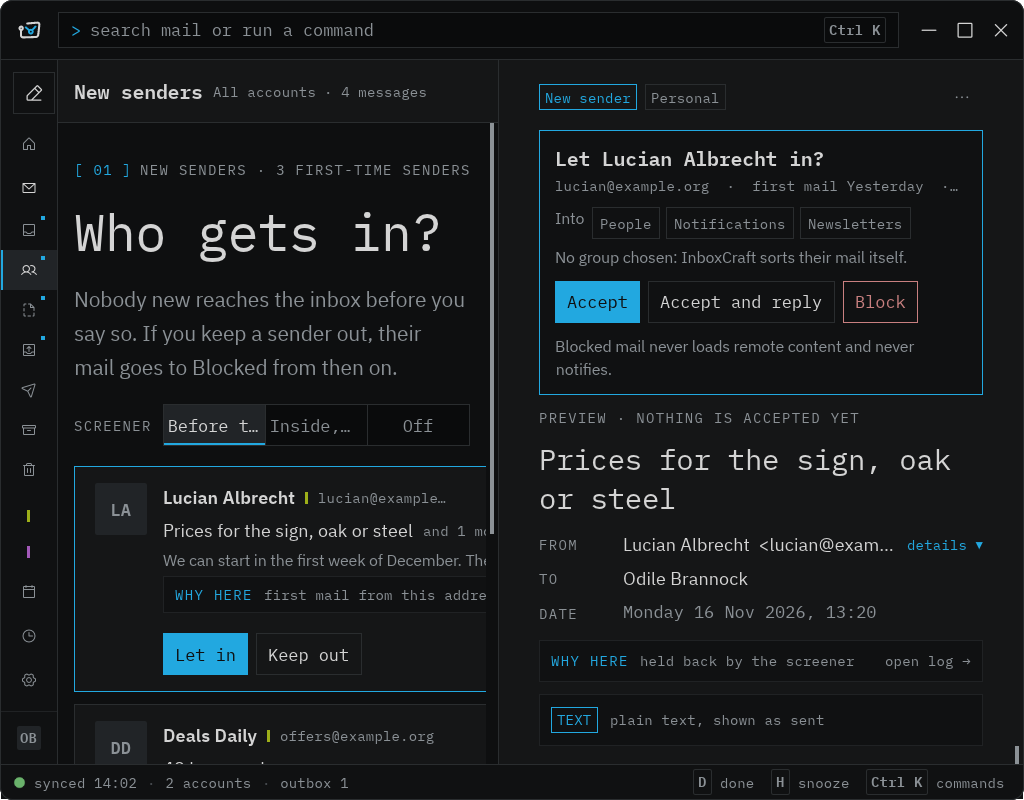 > search mail or run a command Ctrl K
New senders All accounts · 4 messages
[ 01 ] NEW SENDERS · 3 FIRST-TIME SENDERS
Who gets in?
Nobody new reaches the inbox before you
say so. If you keep a sender out, their
mail goes to Blocked from then on.
SCREENER Before t… Inside,… Off
LA
Lucian Albrecht lucian@example…
Prices for the sign, oak or steel and 1 mo
We can start in the first week of December. The
WHY HERE first mail from this addre
Let in Keep out
DD
Deals Daily offers@example.org
New sender Personal ...
Let Lucian Albrecht in?
lucian@example.org · first mail Yesterday ·…
Into People Notifications Newsletters
No group chosen: InboxCraft sorts their mail itself.
Accept Accept and reply Block
Blocked mail never loads remote content and never
notifies.
PREVIEW · NOTHING IS ACCEPTED YET
Prices for the sign, oak
or steel
FROM Lucian Albrecht <lucian@exam… details ▼
TO Odile Brannock
DATE Monday 16 Nov 2026, 13:20
WHY HERE held back by the screener open log →
TEXT plain text, shown as sent
OB
synced 14:02 · 2 accounts · outbox 1 D done H snooze Ctrl K commands